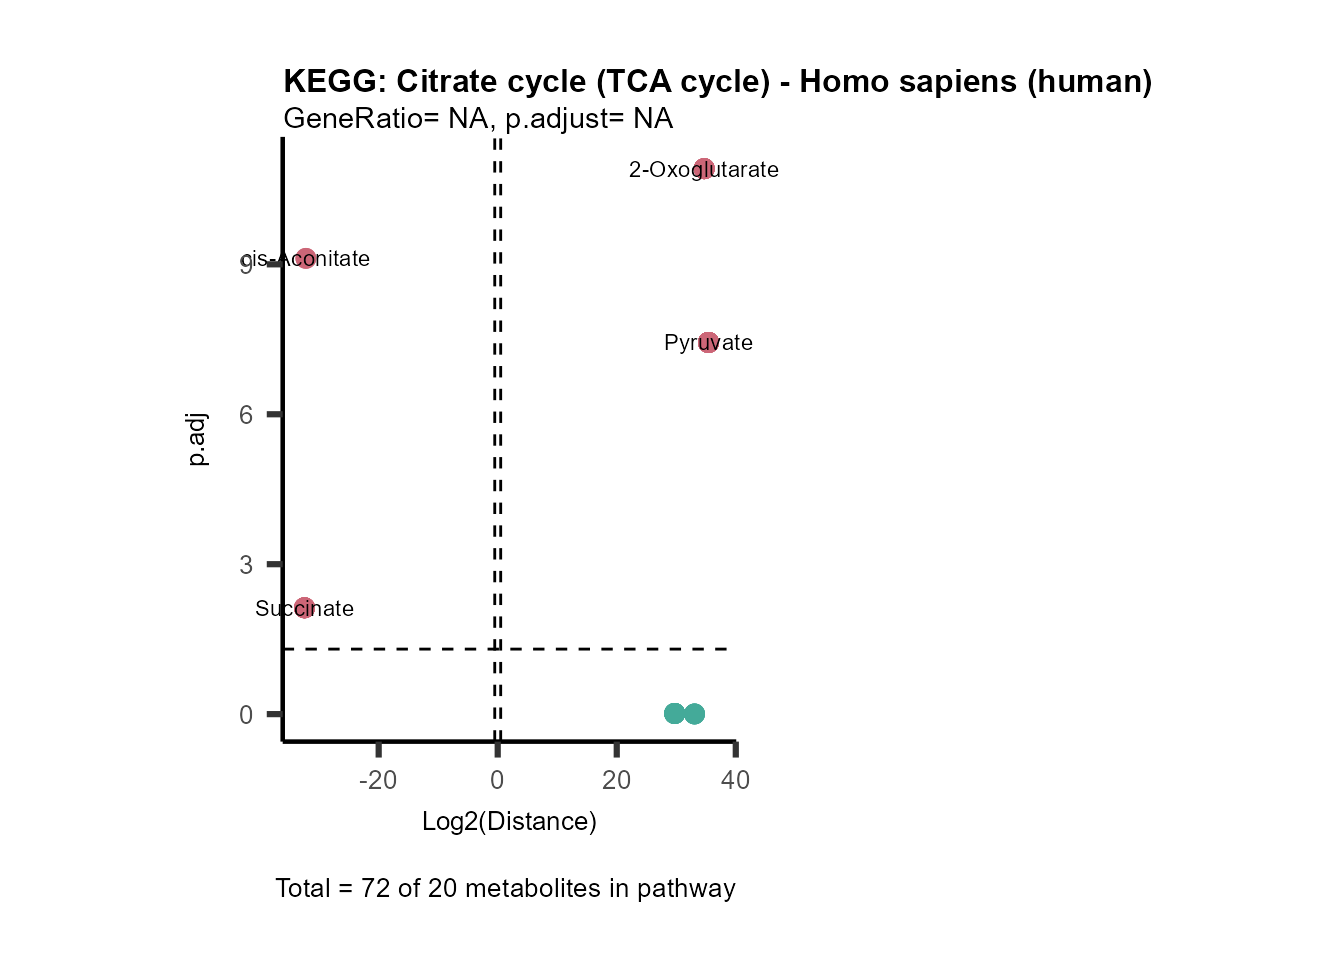 KEGG: Citrate cycle (TCA cycle) - Homo sapiens (human)
GeneRatio= NA, p.adjust= NA
2-Oxoglutarate
cis-Aconitate
9
Pyruvate
p.adj
6
3
Succinate
0
-20 0 20 40
Log2(Distance)
Total = 72 of 20 metabolites in pathway